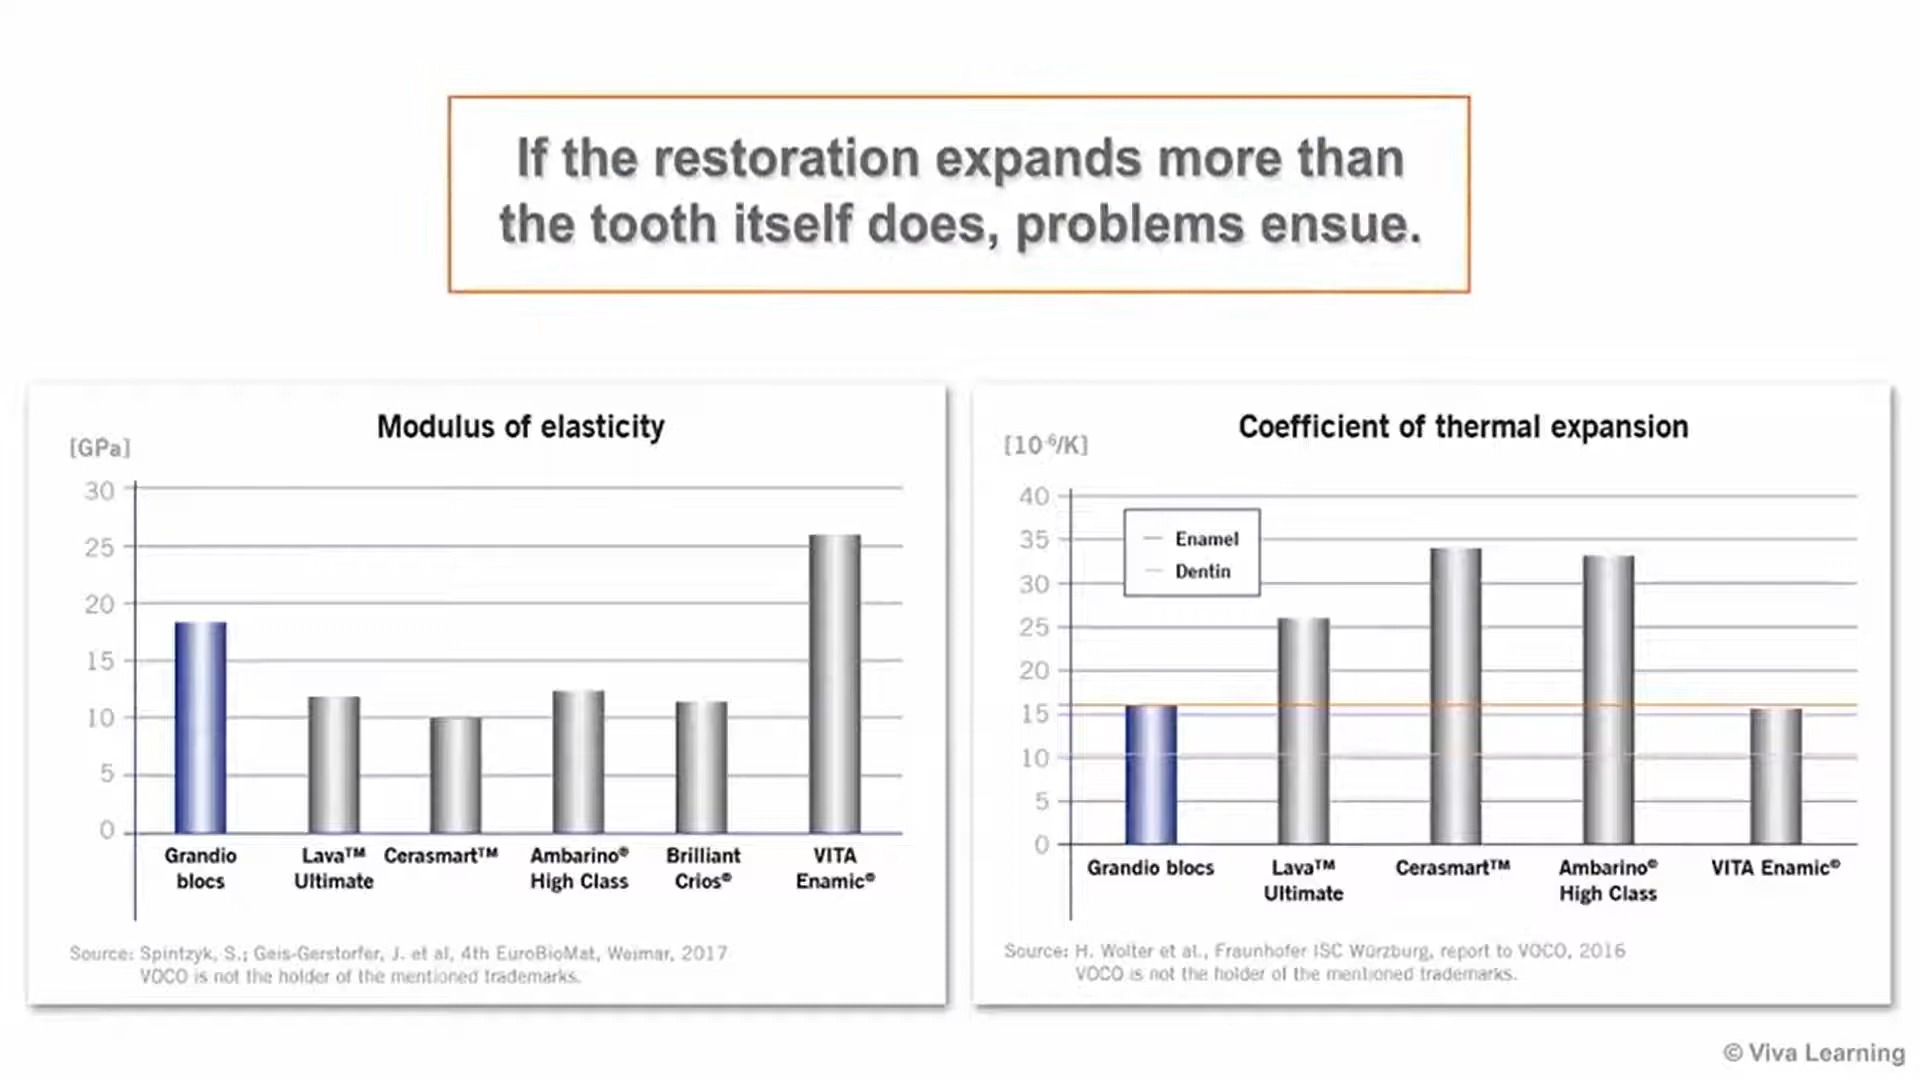 If the restoration expands more than
the tooth itself does, problems ensue.
Modulus of elasticity
[GPa]
30
25
20
15
10
5
0
Grandio
blocs
Lava™
Ultimate
Cerasmart™
Ambarino®
High Class
Brilliant
Crios®
VITA
Enamic®
Source: Spintzyk, S.; Geis-Gerstorfer, J. et al, 4th EuroBioMat, Weimar, 2017
VOCO is not the holder of the mentioned trademarks.
Coefficient of thermal expansion
[10⁻⁶/K]
40
35
30
25
20
15
10
5
0
Enamel
Dentin
Grandio blocs
Lava™
Ultimate
Cerasmart™
Ambarino®
High Class
VITA Enamic®
Source: H. Wolter et at., Fraunhofer ISC Würzburg, report to VOCO, 2016
VOCO is not the holder of the mentioned trademarks.
© Viva Learning